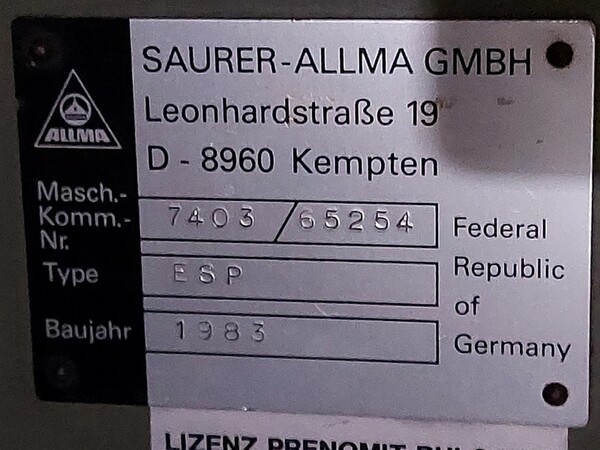 SAURER-ALLMA GMBH
Leonhardstraße 19
D - 8960 Kempten
ALLMA
Masch.-
Komm.-
Nr.
7403/65254
Type
ESP
Baujahr
1983
Federal
Republic
of
Germany
LIZENZ PRENOMIT